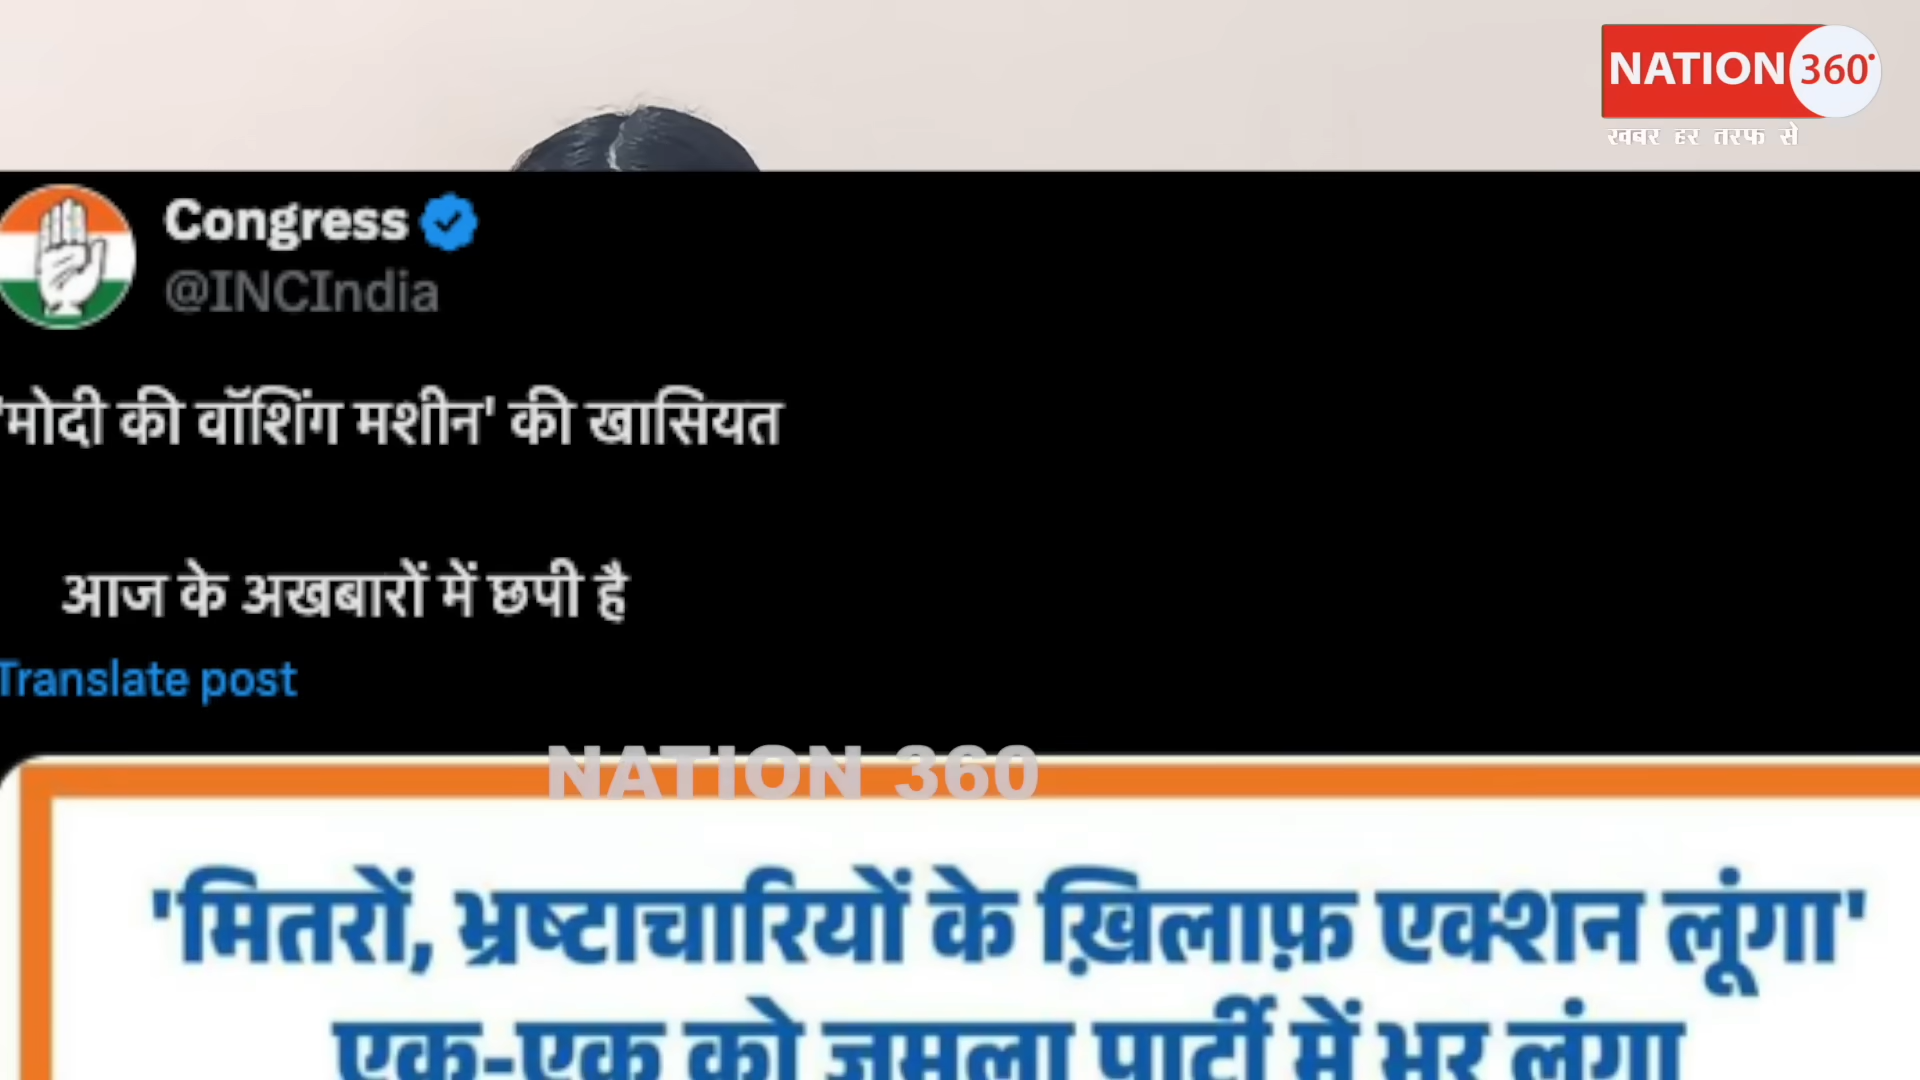 NATION 360°
खबर हर तरफ से
Congress
@INCIndia
'मोदी की वॉशिंग मशीन' की खासियत
आज के अखबारों में छपी है
Translate post
NATION 360
'मितरों, भ्रष्टाचारियों के ख़िलाफ़ एक्शन लूंगा'
एक-एक को जुमला पार्टी में भर लूंगा